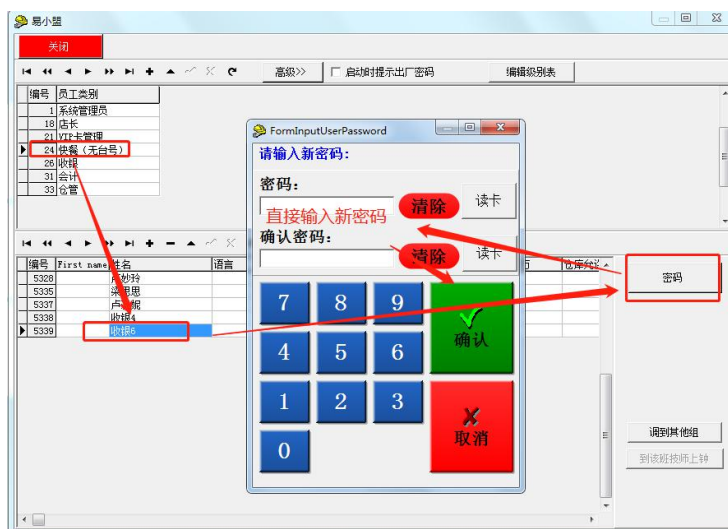 易小盟
关闭
高级>>
启动时提示出厂密码
编辑级别表
编号 员工类别
1 系统管理员
18 店长
21 VIP卡管理
24 快餐（无台号）
26 收银
31 会计
33 仓管
FormInputUserPassword
请输入新密码：
密码：
直接输入新密码
清除
读卡
确认密码：
清除
读卡
7 8 9
确认
4 5 6
1 2 3
取消
0
编号 First name 姓名 语言
5328
5335
5337
5338 收银4
5339 收银6
密码
调到其他组
到该班技师上钟